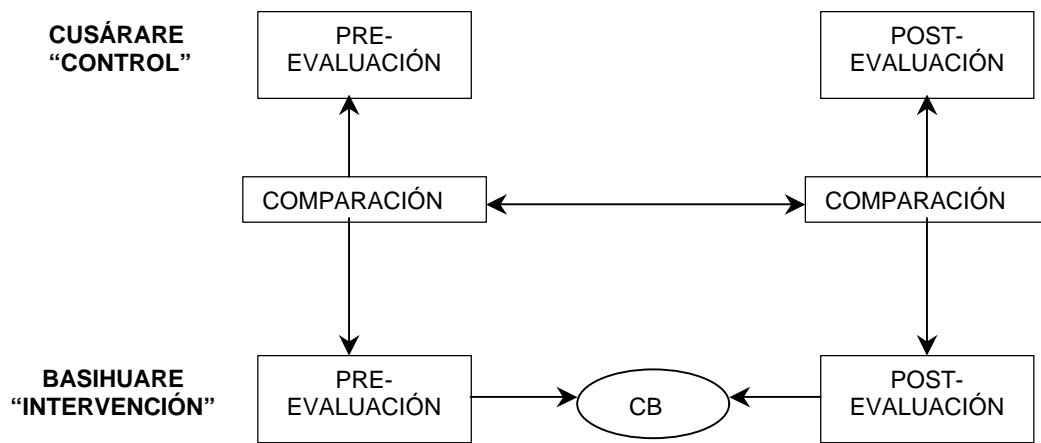 CUSÁRARE
“CONTROL”
PRE-
EVALUACIÓN
POST-
EVALUACIÓN
COMPARACIÓN
COMPARACIÓN
BASIHUARE
“INTERVENCIÓN”
PRE-
EVALUACIÓN
CB
POST-
EVALUACIÓN